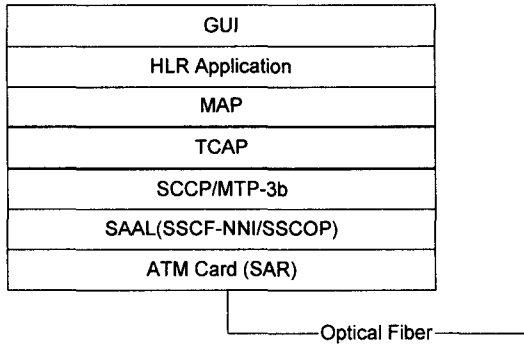 GUI
HLR Application
MAP
TCAP
SCCP/MTP-3b
SAAL(SSCF-NNI/SSCOP)
ATM Card (SAR)
Optical Fiber